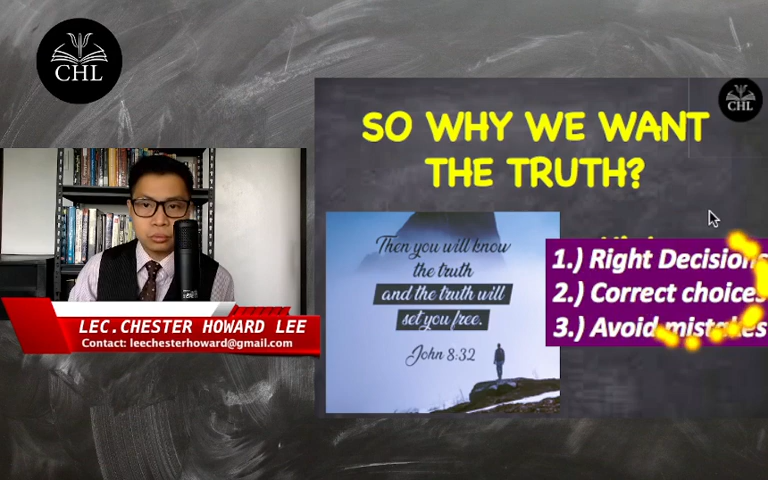 CHL
CHL
SO WHY WE WANT
THE TRUTH?
Then you will know
the truth
and the truth will
set you free.
John 8:32
1.) Right Decisions
2.) Correct choices
3.) Avoid mistakes
LEC.CHESTER HOWARD LEE
Contact: leechesterhoward@gmail.com